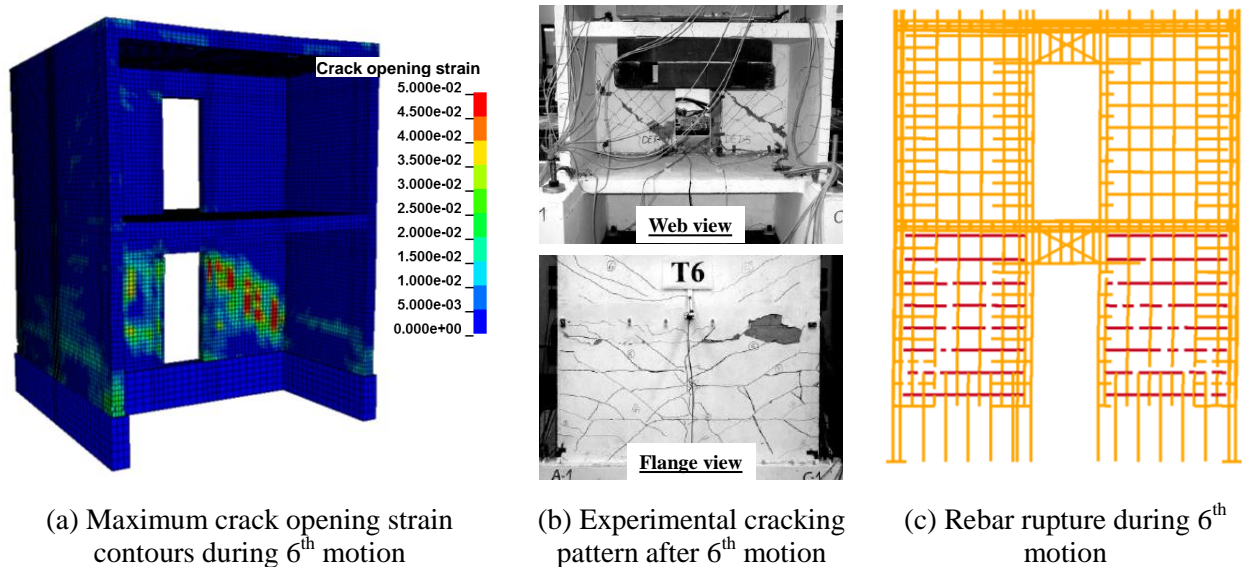 Crack opening strain
5.000e-02
4.500e-02
4.000e-02
3.500e-02
3.000e-02
2.500e-02
2.000e-02
1.500e-02
1.000e-02
5.000e-03
0.000e+00
Web view
T6
Flange view
A-1
C-1
(a) Maximum crack opening strain
contours during 6th motion
(b) Experimental cracking
pattern after 6th motion
(c) Rebar rupture during 6th
motion